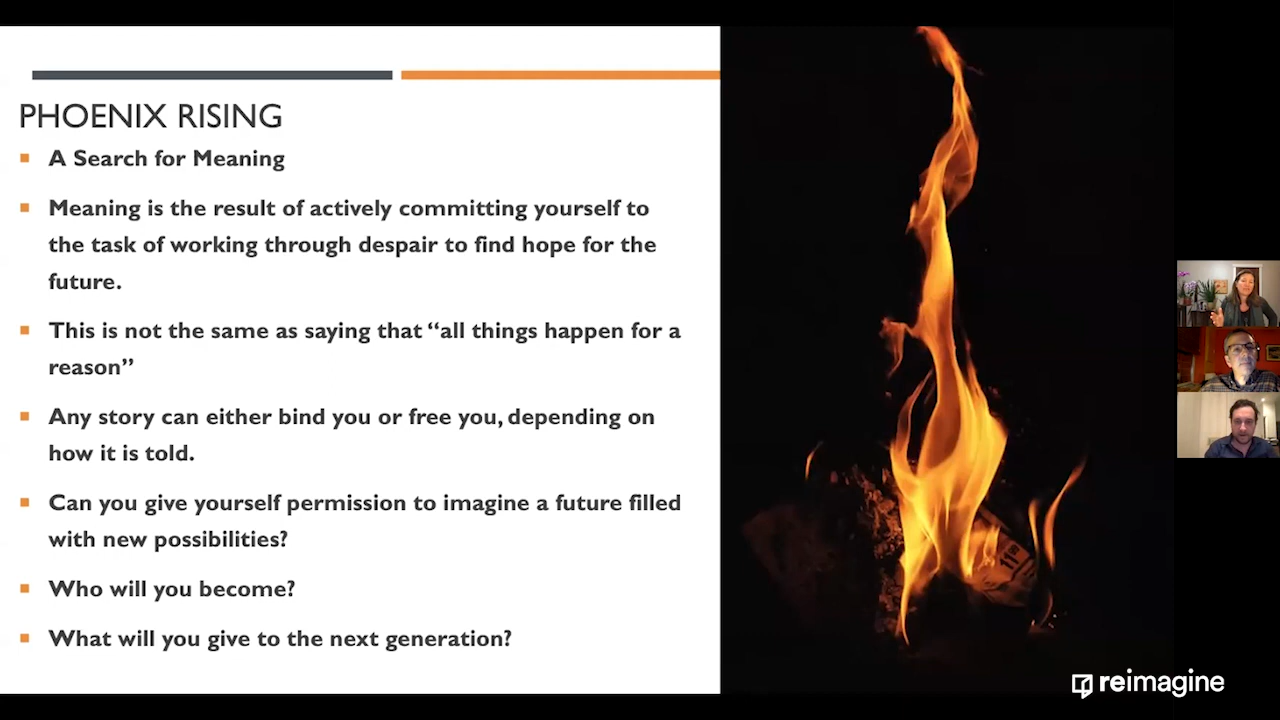 PHOENIX RISING
A Search for Meaning
Meaning is the result of actively committing yourself to
the task of working through despair to find hope for the
future.
This is not the same as saying that “all things happen for a
reason”
Any story can either bind you or free you, depending on
how it is told.
Can you give yourself permission to imagine a future filled
with new possibilities?
Who will you become?
What will you give to the next generation?
11⁰⁰
reimagine